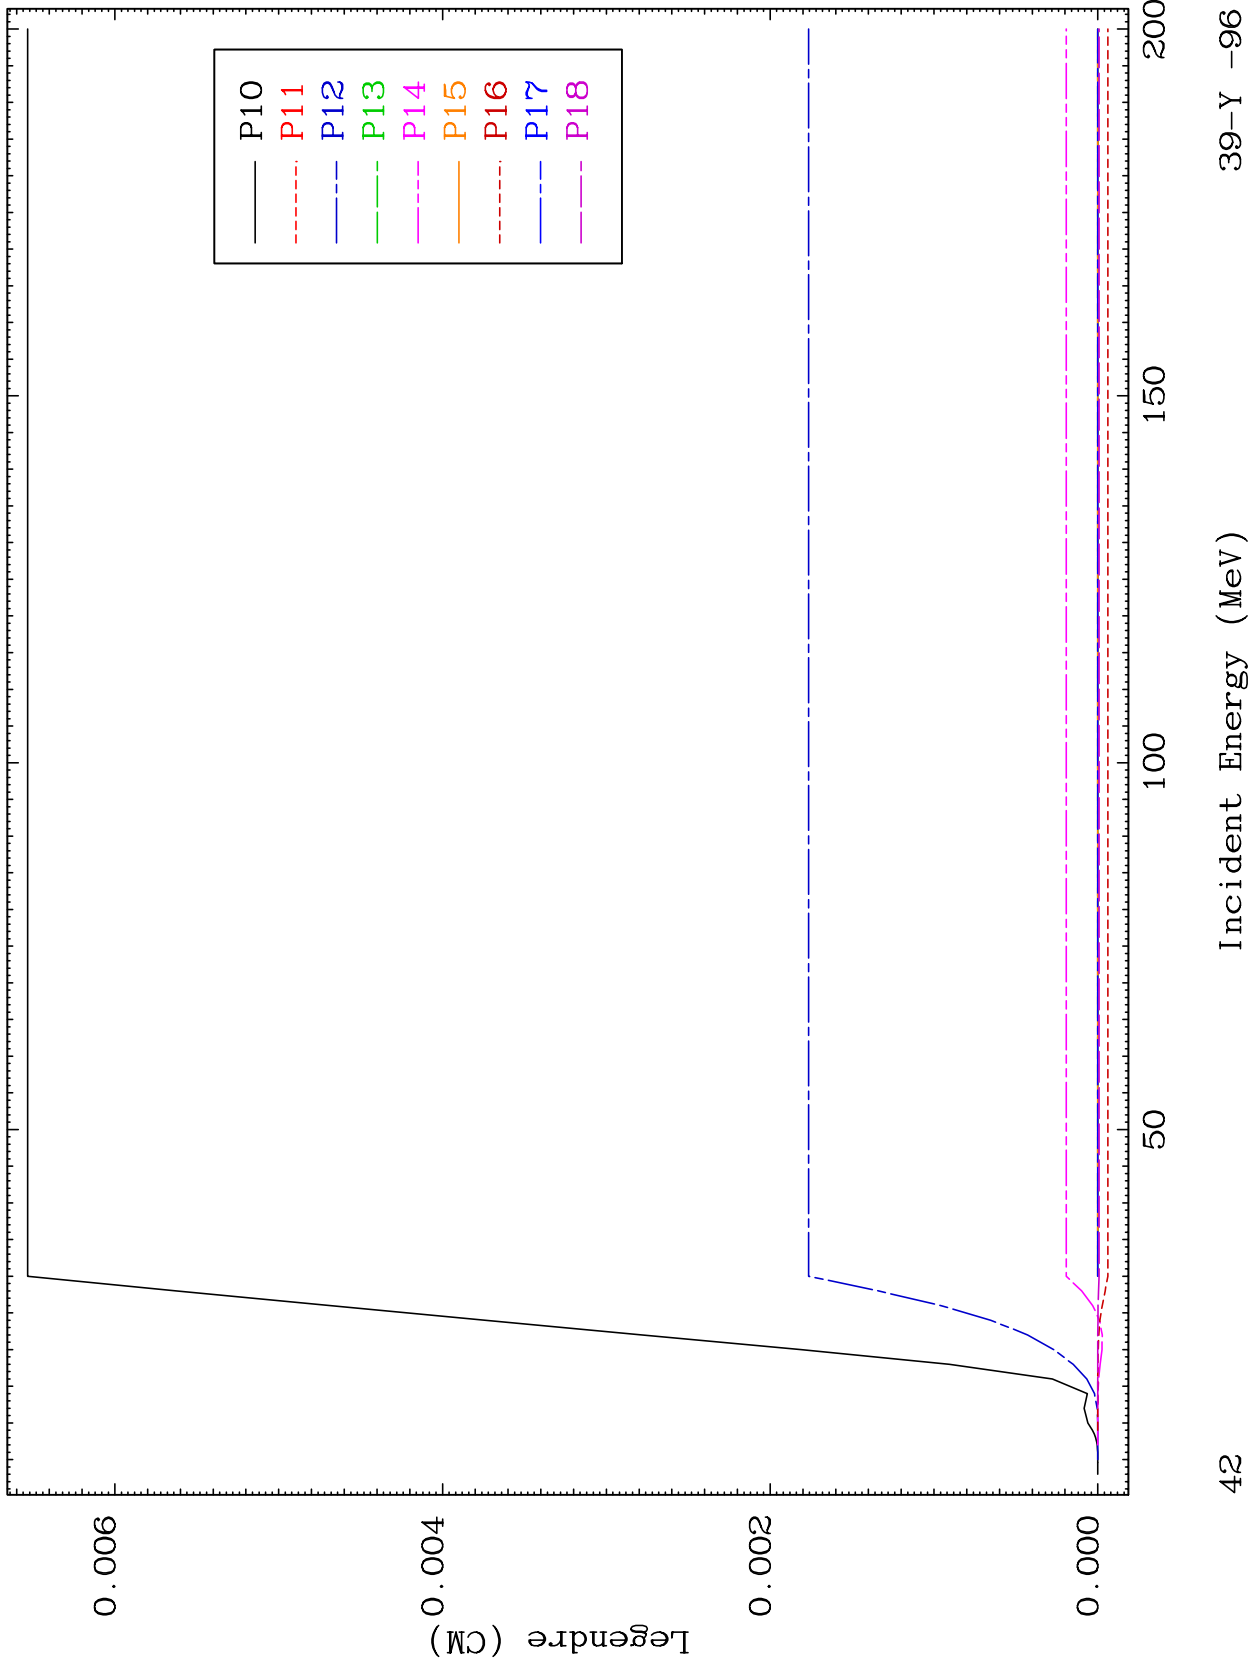 Legendre (CM)
0.006
0.004
0.002
0.000
P10
P11
P12
P13
P14
P15
P16
P17
P18
50
100
150
200
42
Incident Energy (MeV)
39-Y -96